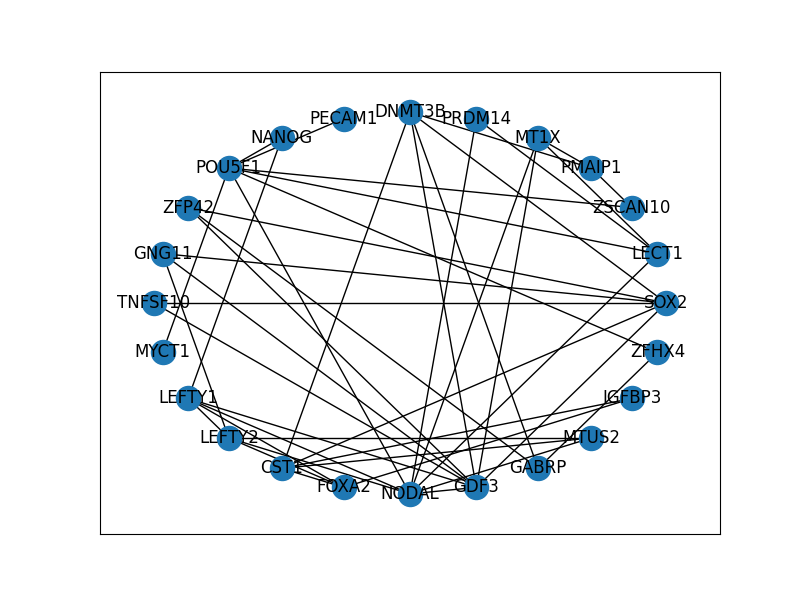 DNMT3B
PECAM1
PRDM14
NANOG
MT1X
POU5F1
PMAIP1
ZFP42
ZSCAN10
GNG11
LECT1
TNFSF10
SOX2
MYCT1
ZFHX4
LEFTY1
IGFBP3
LEFTY2
MTUS2
CST1
GABRP
FOXA2
GDF3
NODAL